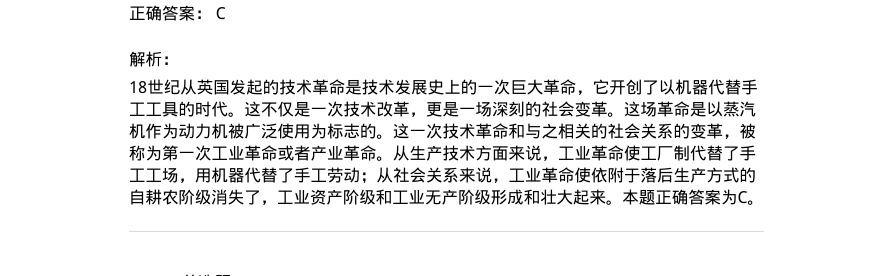 正确答案： C
解析：
18世纪从英国发起的技术革命是技术发展史上的一次巨大革命，它开创了以机器代替手
工工具的时代。这不仅是一次技术改革，更是一场深刻的社会变革。这场革命是以蒸汽
机作为动力机被广泛使用为标志的。这一次技术革命和与之相关的社会关系的变革，被
称为第一次工业革命或者产业革命。从生产技术方面来说，工业革命使工厂制代替了手
工工场，用机器代替了手工劳动；从社会关系来说，工业革命使依附于落后生产方式的
自耕农阶级消失了，工业资产阶级和工业无产阶级形成和壮大起来。本题正确答案为C。